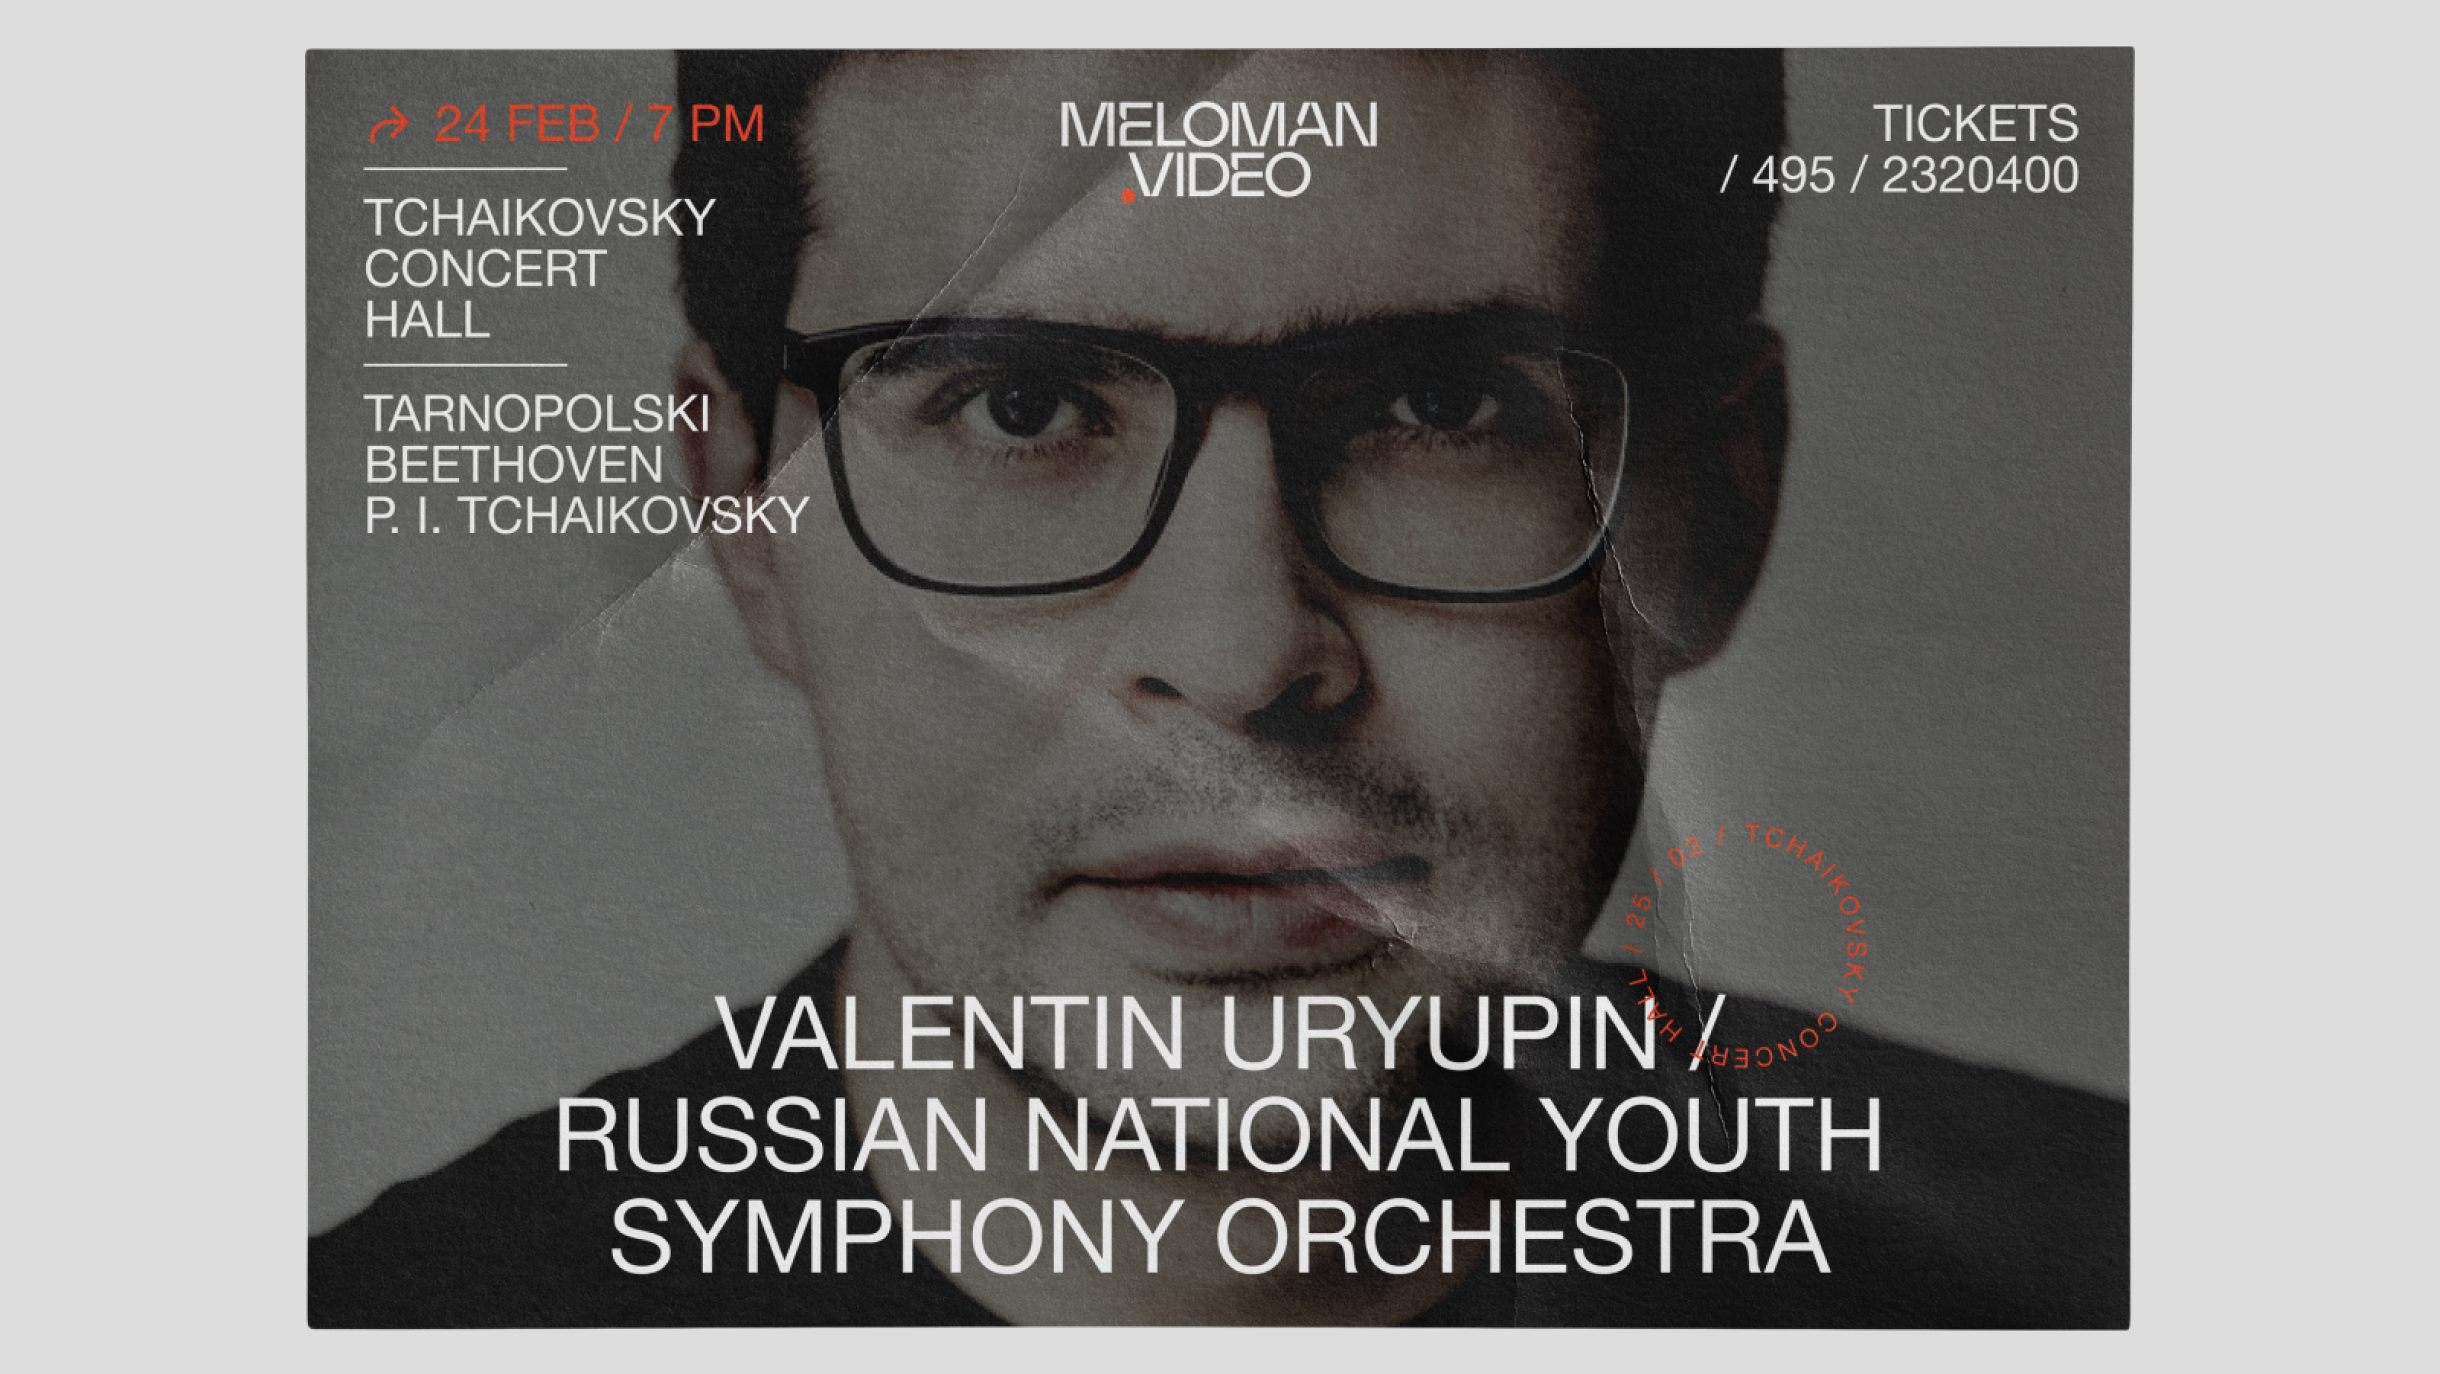 24 FEB / 7 PM
TCHAIKOVSKY
CONCERT
HALL
TARNOPOLSKI
BEETHOVEN
P. I. TCHAIKOVSKY
MELOMAN
VIDEO
TICKETS
/ 495 / 2320400
25 / 02 / TCHAIKOVSKY CONCERT HALL /
VALENTIN URYUPIN /
RUSSIAN NATIONAL YOUTH
SYMPHONY ORCHESTRA